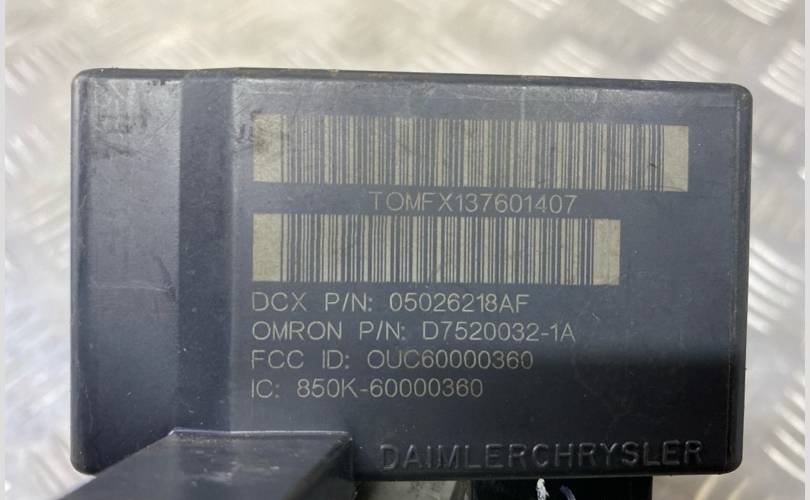 TOMFX137601407
DCX P/N: 05026218AF
OMRON P/N: D7520032-1A
FCC ID: OUC60000360
IC: 850K-60000360
DAIMLERCHRYSLER